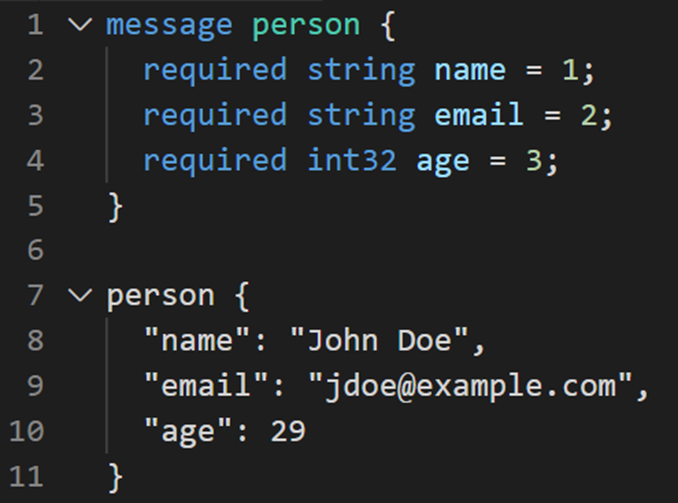 1 message person {
2 required string name = 1;
3 required string email = 2;
4 required int32 age = 3;
5 }
6
7 person {
8 "name": "John Doe",
9 "email": "jdoe@example.com",
10 "age": 29
11 }